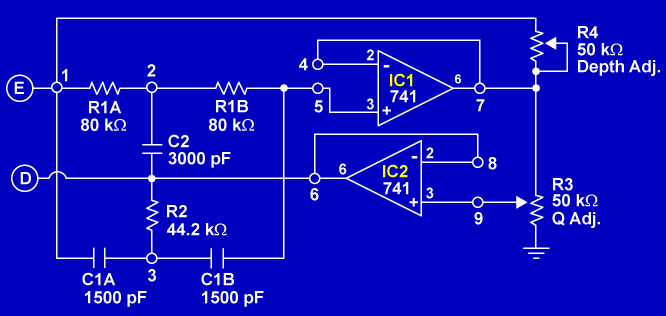 R4
50 kΩ
Depth Adj.
E
1
2
4
2
-
IC1
741
6
7
R1A
80 kΩ
R1B
80 kΩ
5
3
+
C2
3000 pF
D
6
6
IC2
741
-
2
8
+
3
9
R3
50 kΩ
Q Adj.
R2
44.2 kΩ
3
C1A
1500 pF
C1B
1500 pF